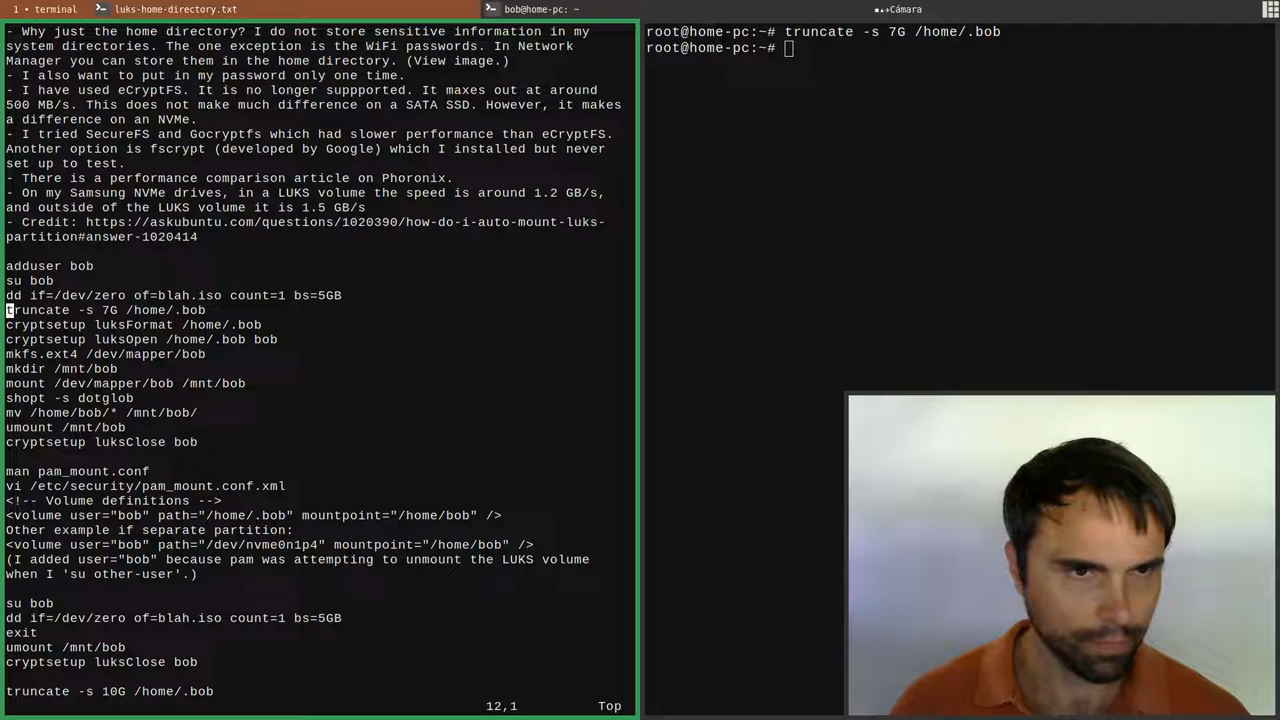 1 • terminal
luks-home-directory.txt
bob@home-pc: ~
Cámara
- Why just the home directory? I do not store sensitive information in my
system directories. The one exception is the WiFi passwords. In Network
Manager you can store them in the home directory. (View image.)
- I also want to put in my password only one time.
- I have used eCryptFS. It is no longer suppported. It maxes out at around
500 MB/s. This does not make much difference on a SATA SSD. However, it makes
a difference on an NVMe.
- I tried SecureFS and Gocryptfs which had slower performance than eCryptFS.
Another option is fscrypt (developed by Google) which I installed but never
set up to test.
- There is a performance comparison article on Phoronix.
- On my Samsung NVMe drives, in a LUKS volume the speed is around 1.2 GB/s,
and outside of the LUKS volume it is 1.5 GB/s
- Credit: https://askubuntu.com/questions/1020390/how-do-i-auto-mount-luks-
partition#answer-1020414
adduser bob
su bob
dd if=/dev/zero of=blah.iso count=1 bs=5GB
truncate -s 7G /home/.bob
cryptsetup luksFormat /home/.bob
cryptsetup luksOpen /home/.bob bob
mkfs.ext4 /dev/mapper/bob
mkdir /mnt/bob
mount /dev/mapper/bob /mnt/bob
shopt -s dotglob
mv /home/bob/* /mnt/bob/
umount /mnt/bob
cryptsetup luksClose bob
man pam_mount.conf
vi /etc/security/pam_mount.conf.xml
<!-- Volume definitions -->
<volume user="bob" path="/home/.bob" mountpoint="/home/bob" />
Other example if separate partition:
<volume user="bob" path="/dev/nvme0n1p4" mountpoint="/home/bob" />
(I added user="bob" because pam was attempting to unmount the LUKS volume
when I 'su other-user'.)
su bob
dd if=/dev/zero of=blah.iso count=1 bs=5GB
exit
umount /mnt/bob
cryptsetup luksClose bob
truncate -s 10G /home/.bob
12,1 Top
root@home-pc:~# truncate -s 7G /home/.bob
root@home-pc:~#